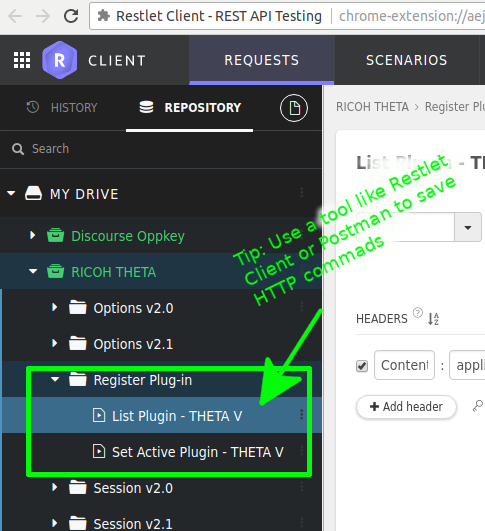 Restlet Client - REST API Testing
chrome-extension://aej
CLIENT
REQUESTS
SCENARIOS
HISTORY
REPOSITORY
RICOH THETA › Register Plu
Search
List Plugin - TH
MY DRIVE
Discourse Oppkey
RICOH THETA
Tip: Use a tool like Restlet
Client or Postman to save
HTTP commads
Options v2.0
Options v2.1
HEADERS
Register Plug-in
Content
:
appli
List Plugin - THETA V
+ Add header
Set Active Plugin - THETA V
Session v2.0
Session v2.1